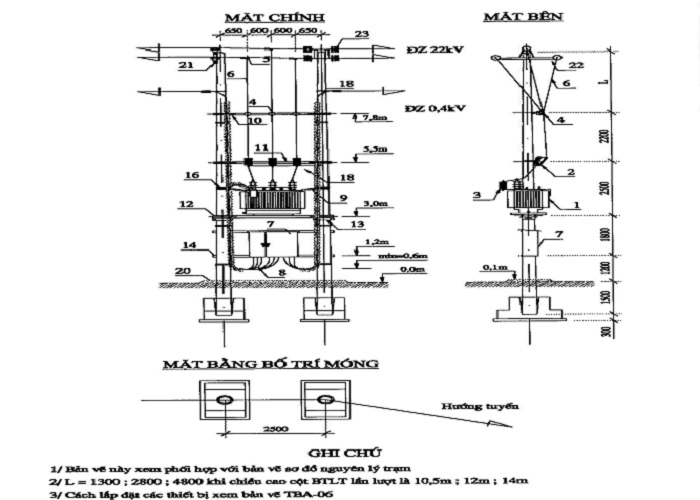 MẶT CHÍNH
MẶT BÊN
650 600 600 650
23
ĐZ 22kV
21
5
22
6
18
6
L
4
ĐZ 0,4kV
10
7,8m
4
2200
11
5,5m
2
16
18
3
2500
9
1
12
3,0m
7
13
7
1800
14
1,2m
min=0,6m
8
20
0,0m
0,1m
1200
1500
300
MẶT BẰNG BỐ TRÍ MÓNG
Hướng tuyến
2500
GHI CHÚ
1/ Bản vẽ này xem phối hợp với bản vẽ sơ đồ nguyên lý trạm
2/ L = 1300 ; 2800 ; 4800 khi chiều cao cột BTLT lần lượt là 10,5m ; 12m ; 14m
3/ Cách lắp đặt các thiết bị xem bản vẽ TBA-06